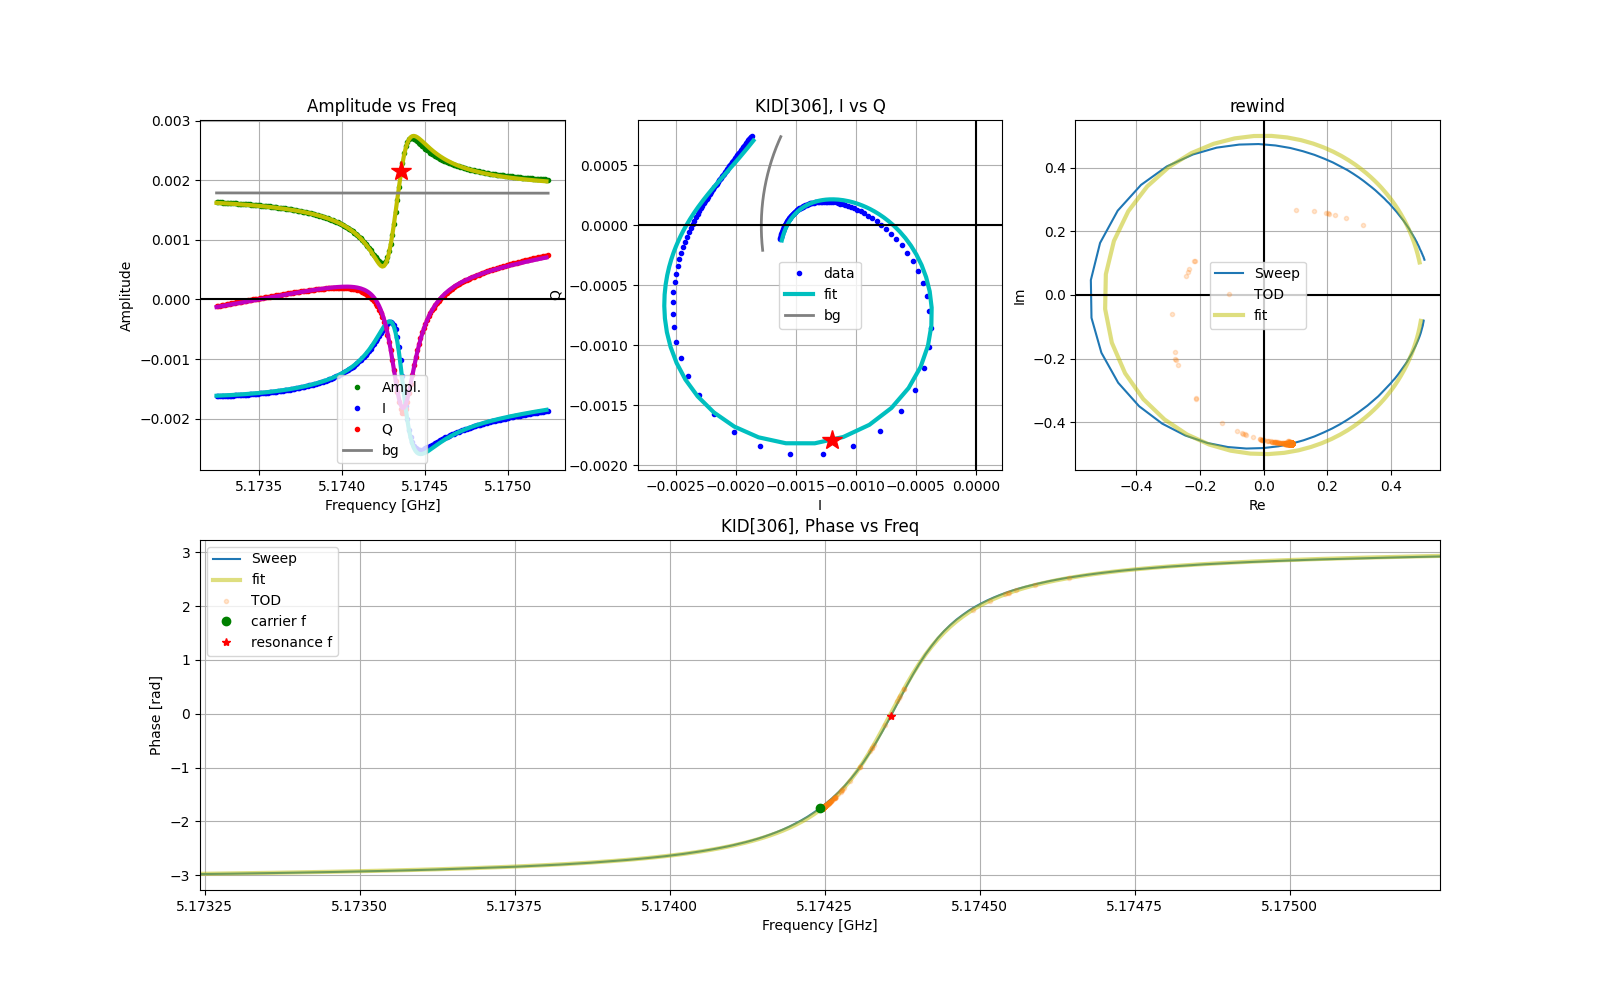 Amplitude vs Freq
0.003
0.002
0.001
0.000
−0.001
−0.002
Amplitude
5.1735
5.1740
5.1745
5.1750
Frequency [GHz]
Ampl.
I
Q
bg
KID[306], I vs Q
0.0005
0.0000
−0.0005
−0.0010
−0.0015
−0.0020
Q
−0.0025
−0.0020
−0.0015
−0.0010
−0.0005
0.0000
I
data
fit
bg
rewind
0.4
0.2
0.0
−0.2
−0.4
Im
−0.4
−0.2
0.0
0.2
0.4
Re
Sweep
TOD
fit
KID[306], Phase vs Freq
3
2
1
0
−1
−2
−3
Phase [rad]
5.17325
5.17350
5.17375
5.17400
5.17425
5.17450
5.17475
5.17500
Frequency [GHz]
Sweep
fit
TOD
carrier f
resonance f